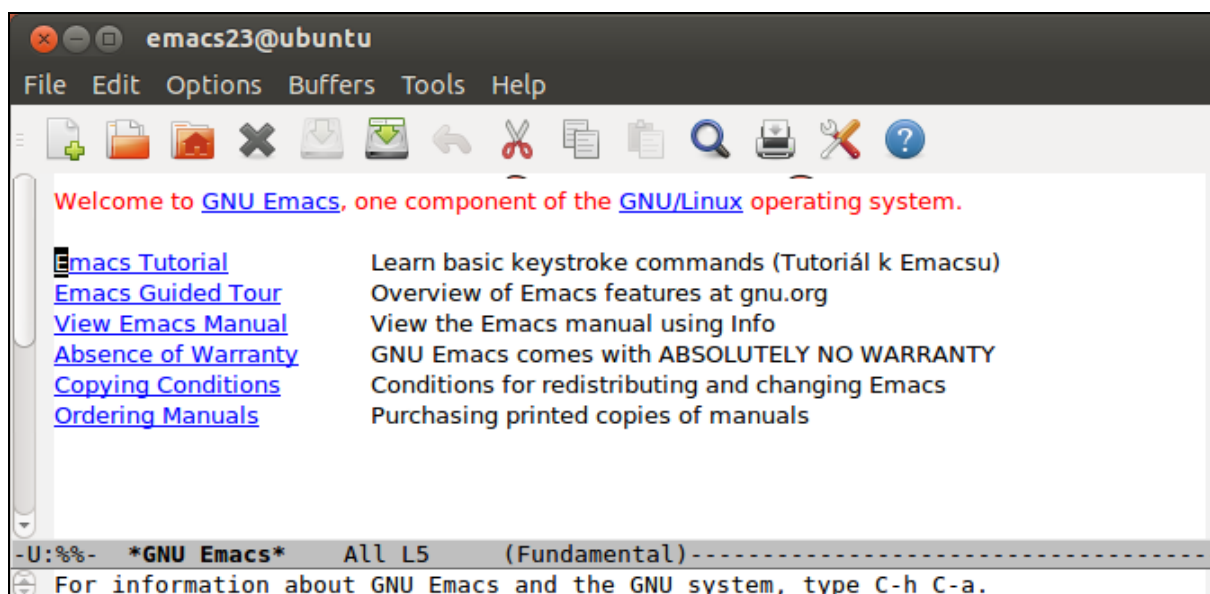 emacs23@ubuntu
File Edit Options Buffers Tools Help
Welcome to GNU Emacs, one component of the GNU/Linux operating system.
Emacs Tutorial Learn basic keystroke commands (Tutoriál k Emacsu)
Emacs Guided Tour Overview of Emacs features at gnu.org
View Emacs Manual View the Emacs manual using Info
Absence of Warranty GNU Emacs comes with ABSOLUTELY NO WARRANTY
Copying Conditions Conditions for redistributing and changing Emacs
Ordering Manuals Purchasing printed copies of manuals
-U:%%- *GNU Emacs* All L5 (Fundamental)------------------------------------
For information about GNU Emacs and the GNU system, type C-h C-a.